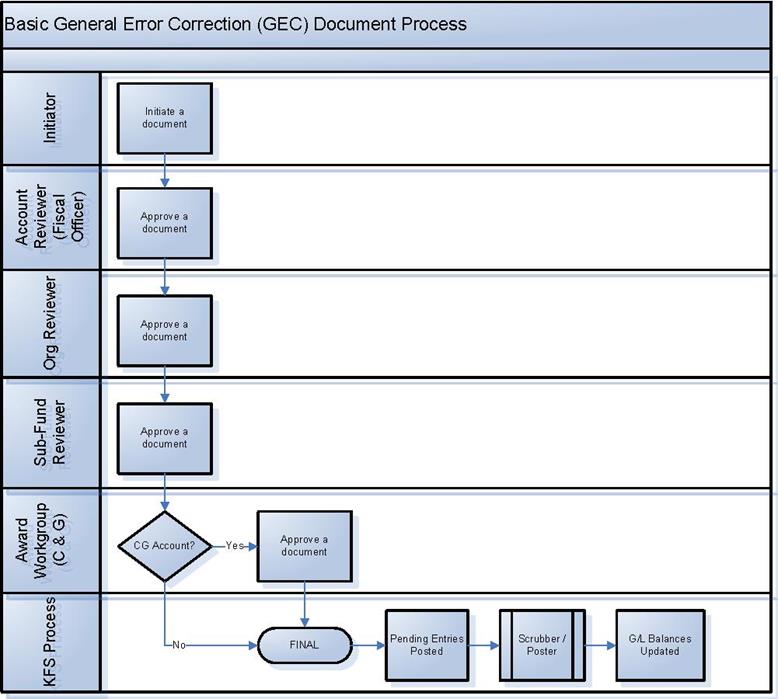 Basic General Error Correction (GEC) Document Process
Initiator
Initiate a
document
Account
Reviewer
(Fiscal
Officer)
Approve a
document
Org Reviewer
Approve a
document
Sub-Fund
Reviewer
Approve a
document
Award
Workgroup
(C & G)
CG Account?
Yes
Approve a
document
KFS Process
No
FINAL
Pending Entries
Posted
Scrubber /
Poster
G/L Balances
Updated